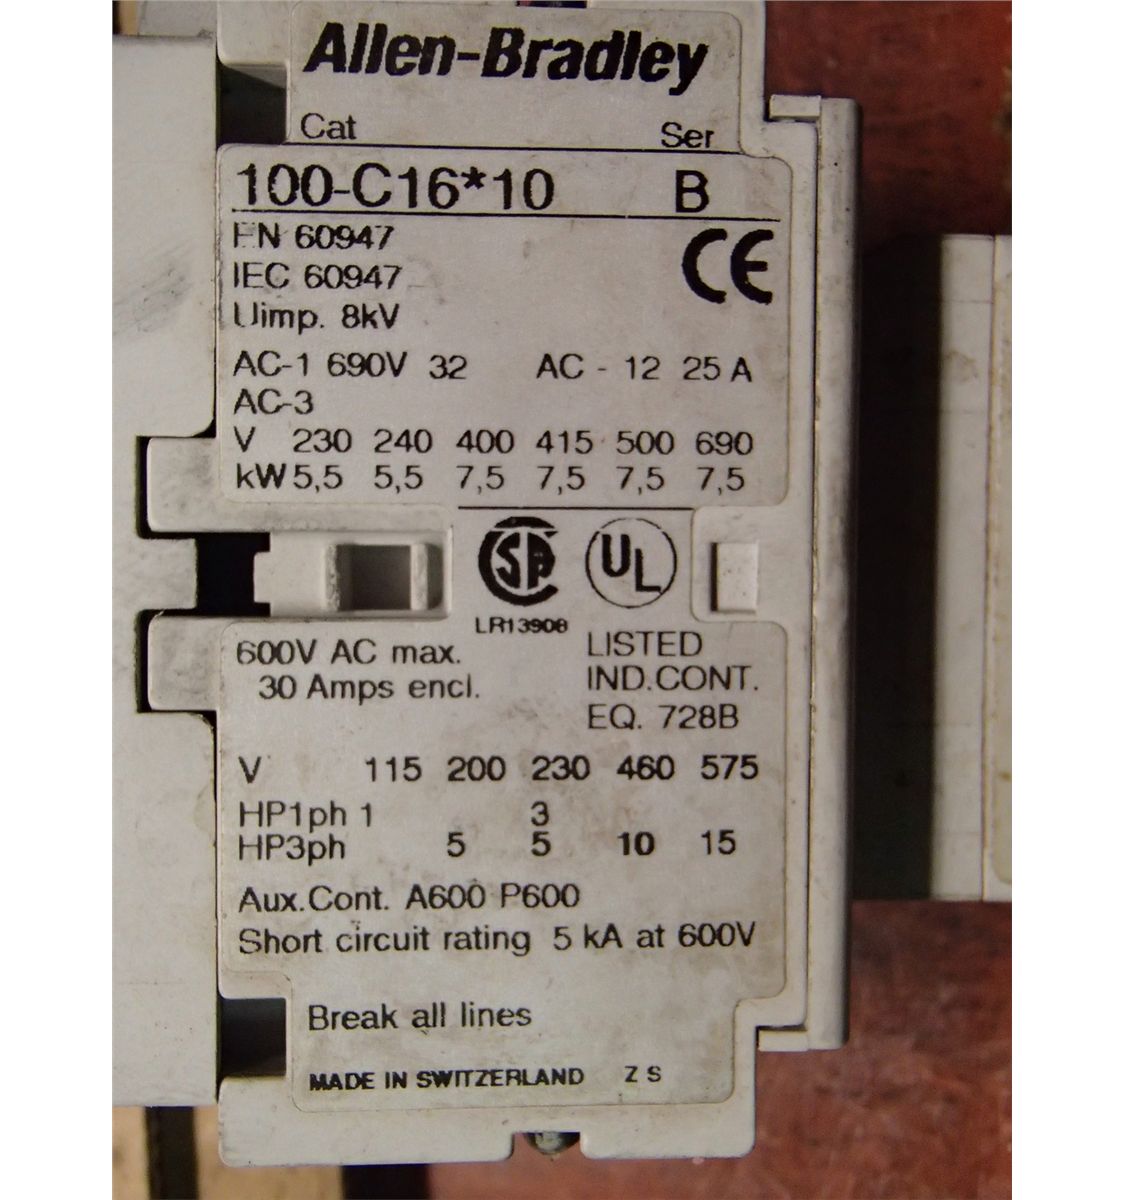 Allen-Bradley
Cat Ser
100-C16*10 B
EN 60947
CE
IEC 60947
Uimp. 8kV
AC-1 690V 32 AC - 12 25 A
AC-3
V 230 240 400 415 500 690
kW 5,5 5,5 7,5 7,5 7,5 7,5
SA UL
LR13908
600V AC max.
30 Amps encl.
LISTED
IND.CONT.
EQ. 728B
V 115 200 230 460 575
HP1ph 1 3
HP3ph 5 5 10 15
Aux.Cont. A600 P600
Short circuit rating 5 kA at 600V
Break all lines
MADE IN SWITZERLAND Z S